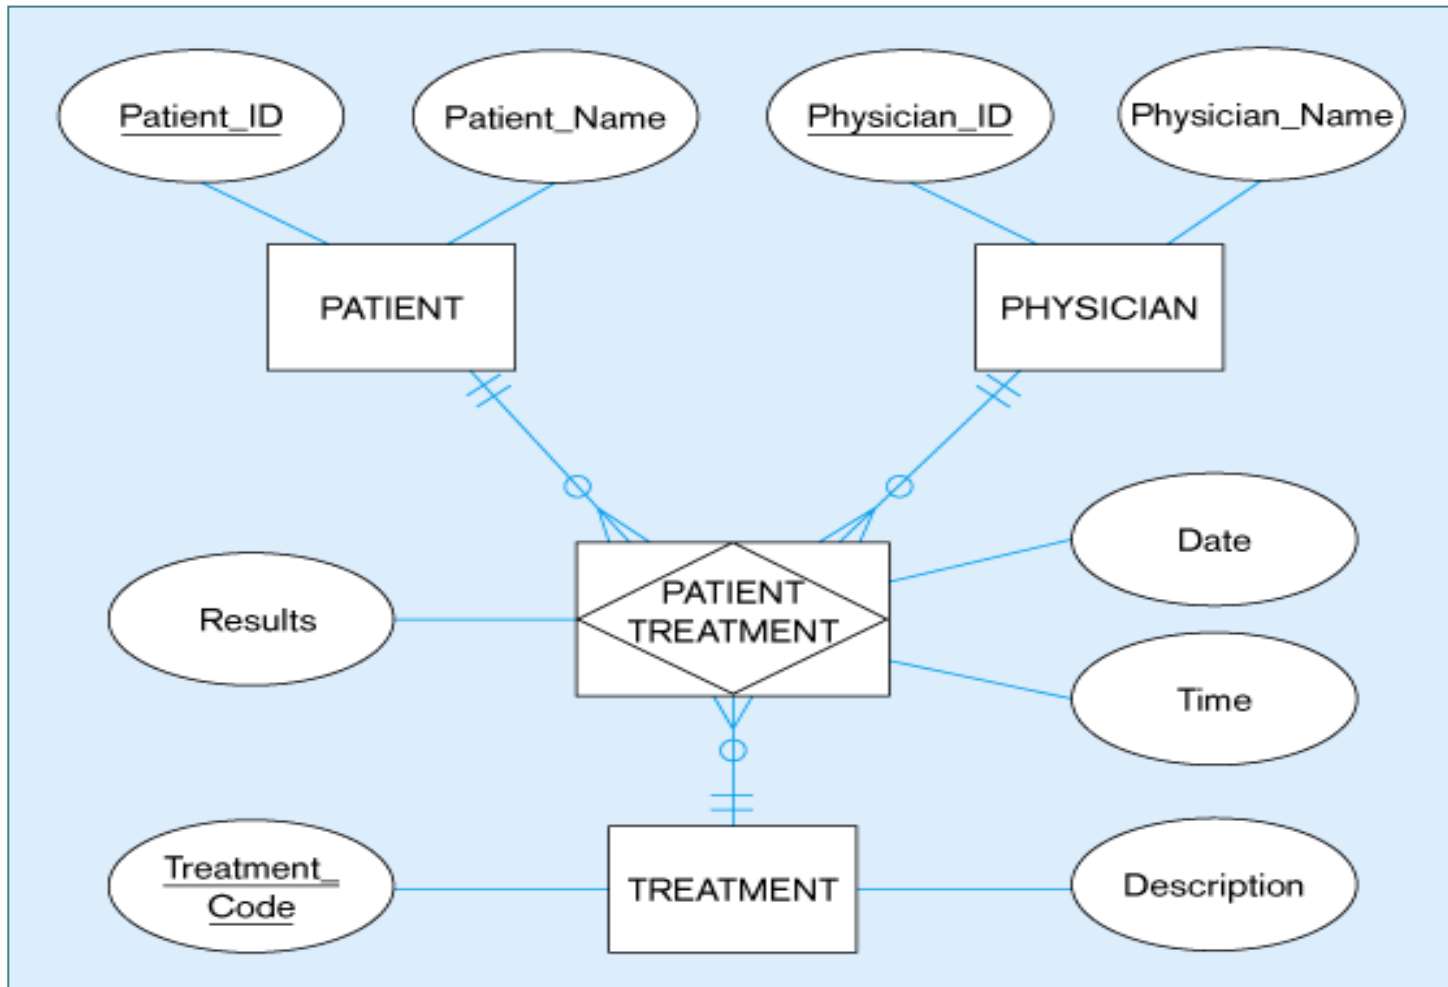 Patient_ID
Patient_Name
Physician_ID
Physician_Name
PATIENT
PHYSICIAN
Date
PATIENT
TREATMENT
Results
Time
Treatment_
Code
TREATMENT
Description